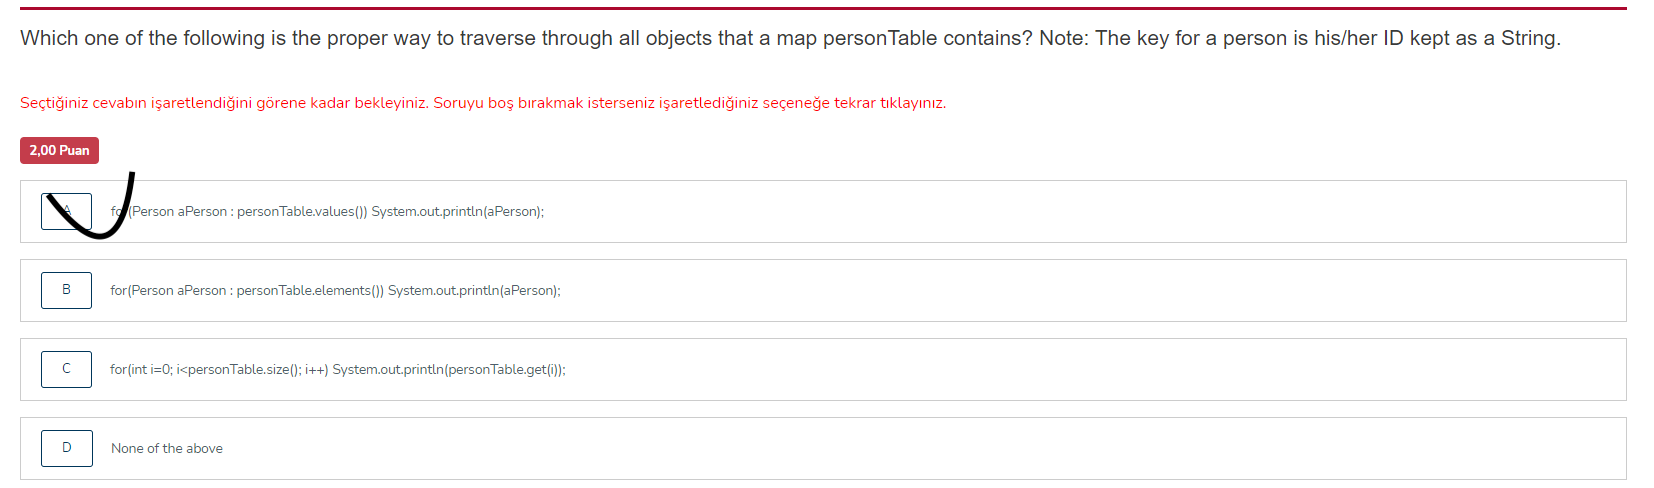 Which one of the following is the proper way to traverse through all objects that a map personTable contains? Note: The key for a person is his/her ID kept as a String.
Seçtiğiniz cevabın işaretlendiğini görene kadar bekleyiniz. Soruyu boş bırakmak isterseniz işaretlediğiniz seçeneğe tekrar tıklayınız.
2,00 Puan
A for(Person aPerson : personTable.values()) System.out.println(aPerson);
B for(Person aPerson : personTable.elements()) System.out.println(aPerson);
C for(int i=0; i<personTable.size(); i++) System.out.println(personTable.get(i));
D None of the above